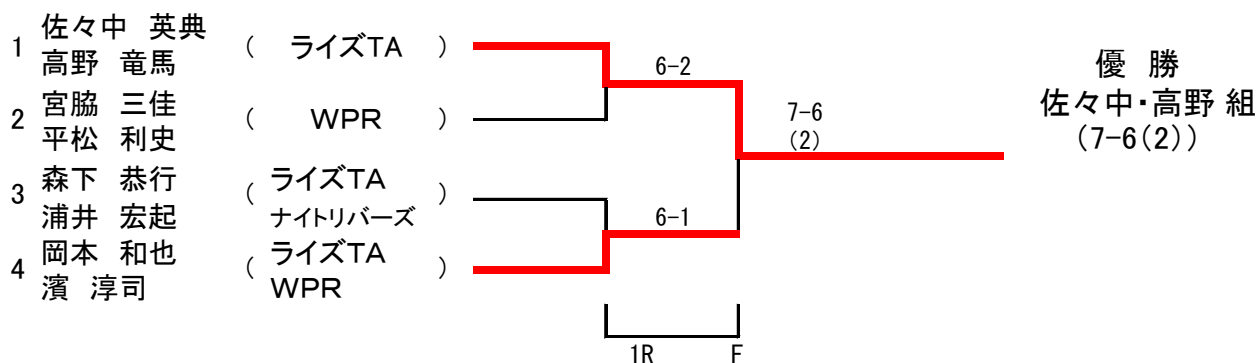 1 佐々中 英典
高野 竜馬
( ライズTA )
2 宮脇 三佳
平松 利史
( WPR )
3 森下 恭行
浦井 宏起
( ライズTA
ナイトリバーズ )
4 岡本 和也
濱 淳司
( ライズTA
WPR )
6-2
6-1
7-6
(2)
優 勝
佐々中・高野 組
(7-6(2))
1R F